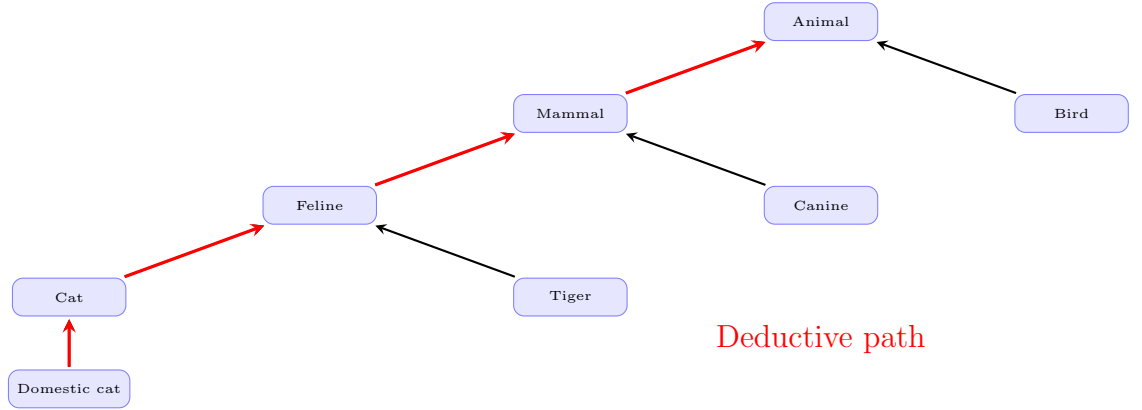 Animal
Mammal
Bird
Feline
Canine
Cat
Tiger
Deductive path
Domestic cat